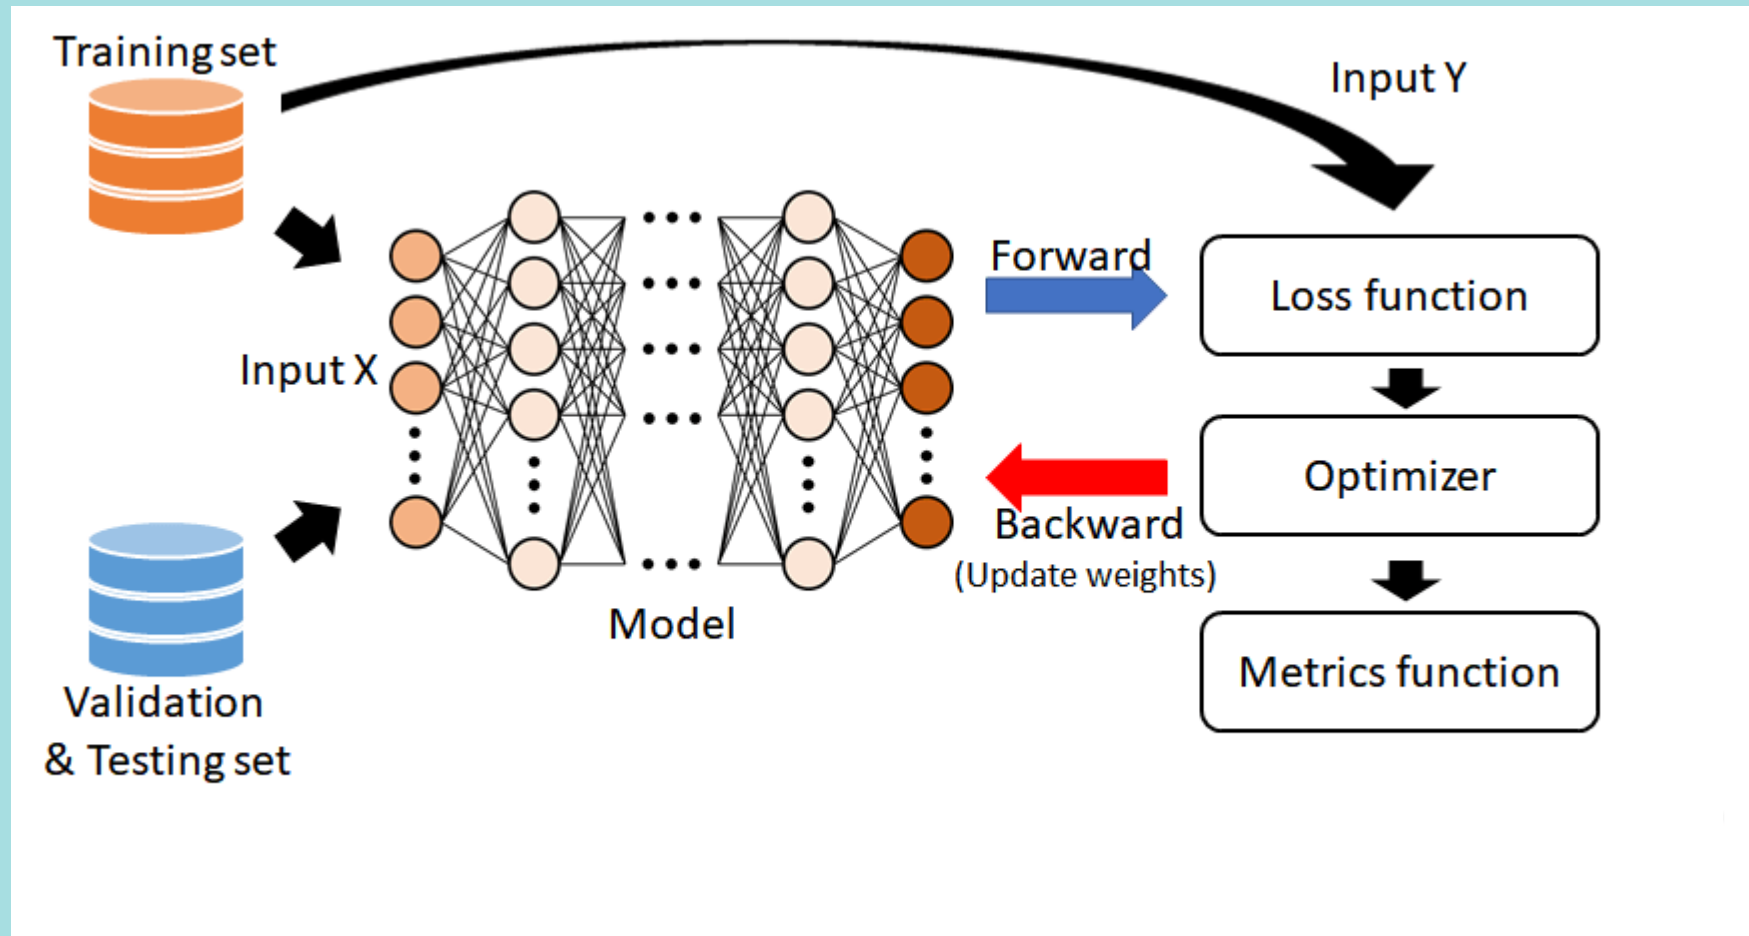 Training set
Input Y
Forward
Loss function
Input X
Optimizer
Backward
(Update weights)
Model
Metrics function
Validation
& Testing set